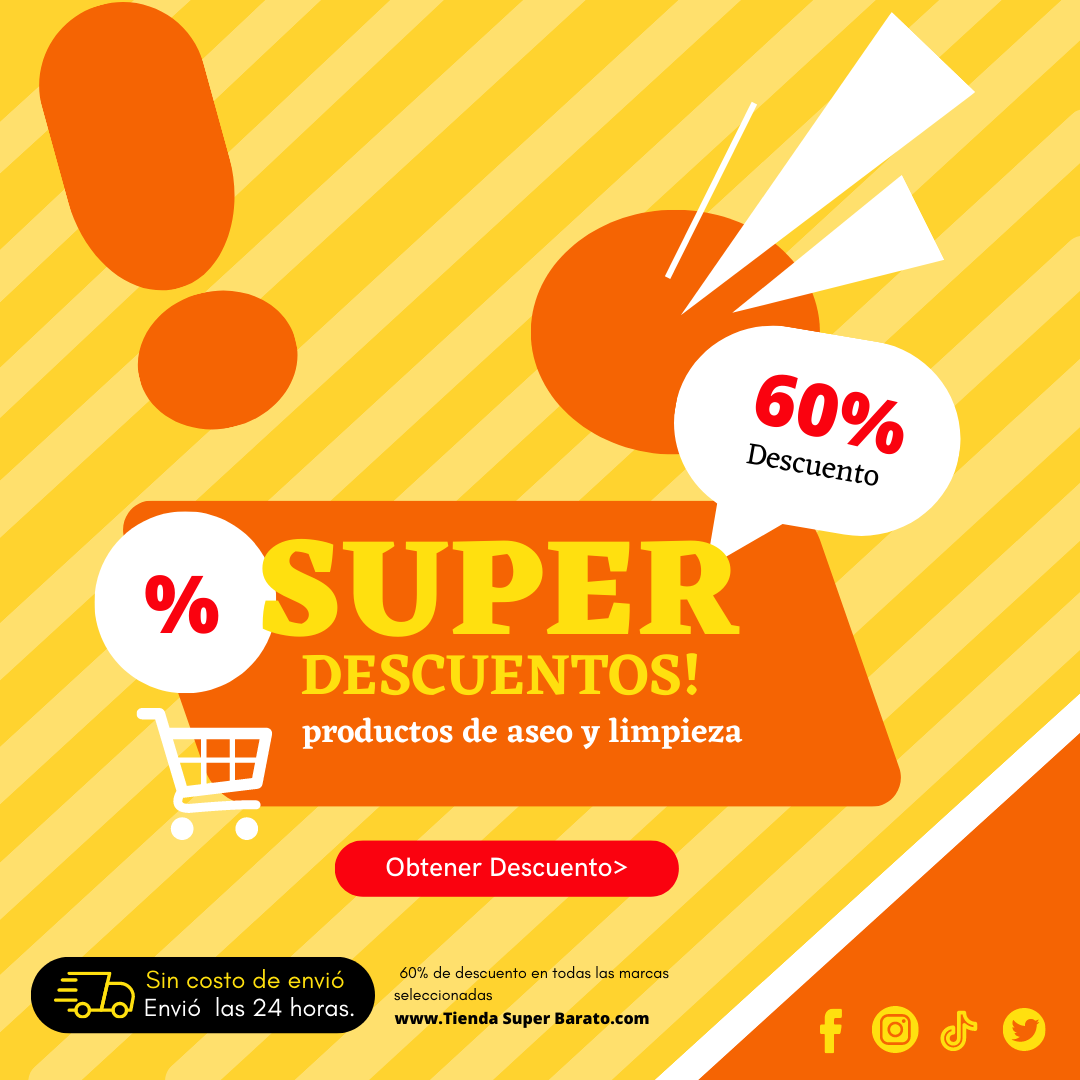 60%
Descuento
%
SUPER
DESCUENTOS!
productos de aseo y limpieza
Obtener Descuento>
Sin costo de envió
Envió  las 24 horas.
60% de descuento en todas las marcas
seleccionadas
www.Tienda Super Barato.com